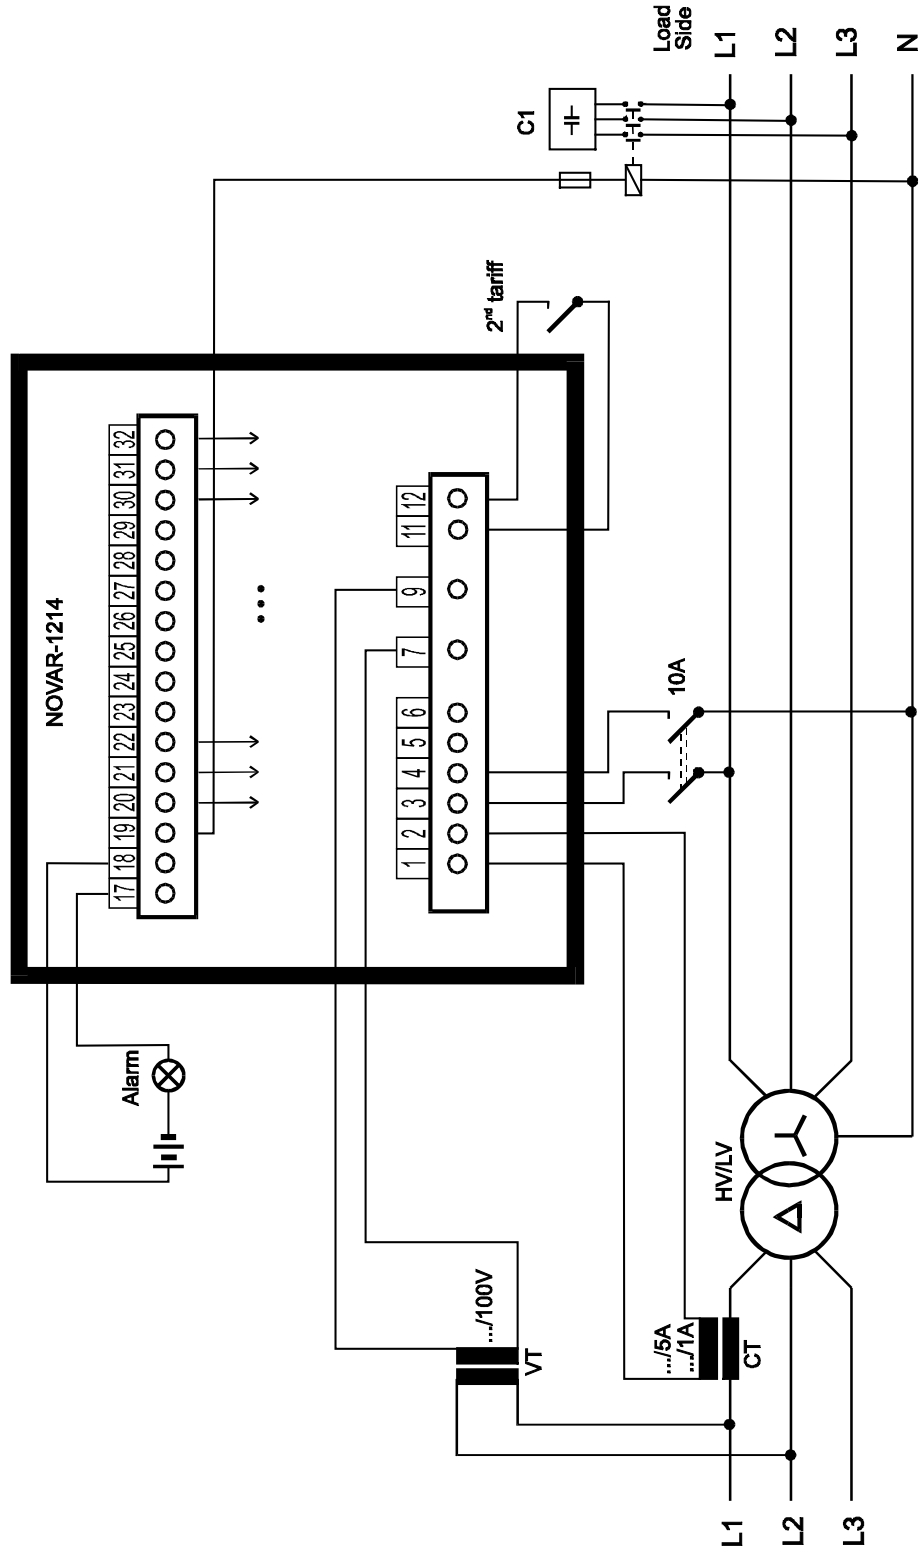 NOVAR-1214
17 18 19 20 21 22 23 24 25 26 27 28 29 30 31 32
Alarm
1 2 3 4 5 6 7 9 11 12
2nd tariff
C1
.../100V
VT
.../5A
.../1A
CT
10A
HV/LV
Load
Side
L1
L2
L3
L1
L2
L3
N